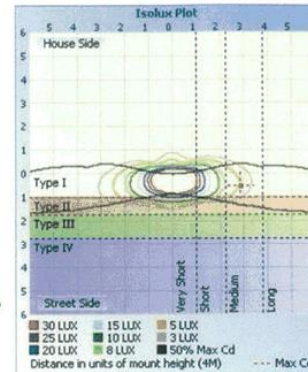 Isolux Plot
5 4 3 2 1 0 1 2 3 4 5
6
5
4
3
2
1
0
1
2
3
4
5
6
House Side
Type I
Type II
Type III
Type IV
Very Short
Short
Medium
Long
Street Side
30 LUX 15 LUX 5 LUX
25 LUX 10 LUX 3 LUX
20 LUX 8 LUX 50% Max Cd
Distance in units of mount height (4M) Max C